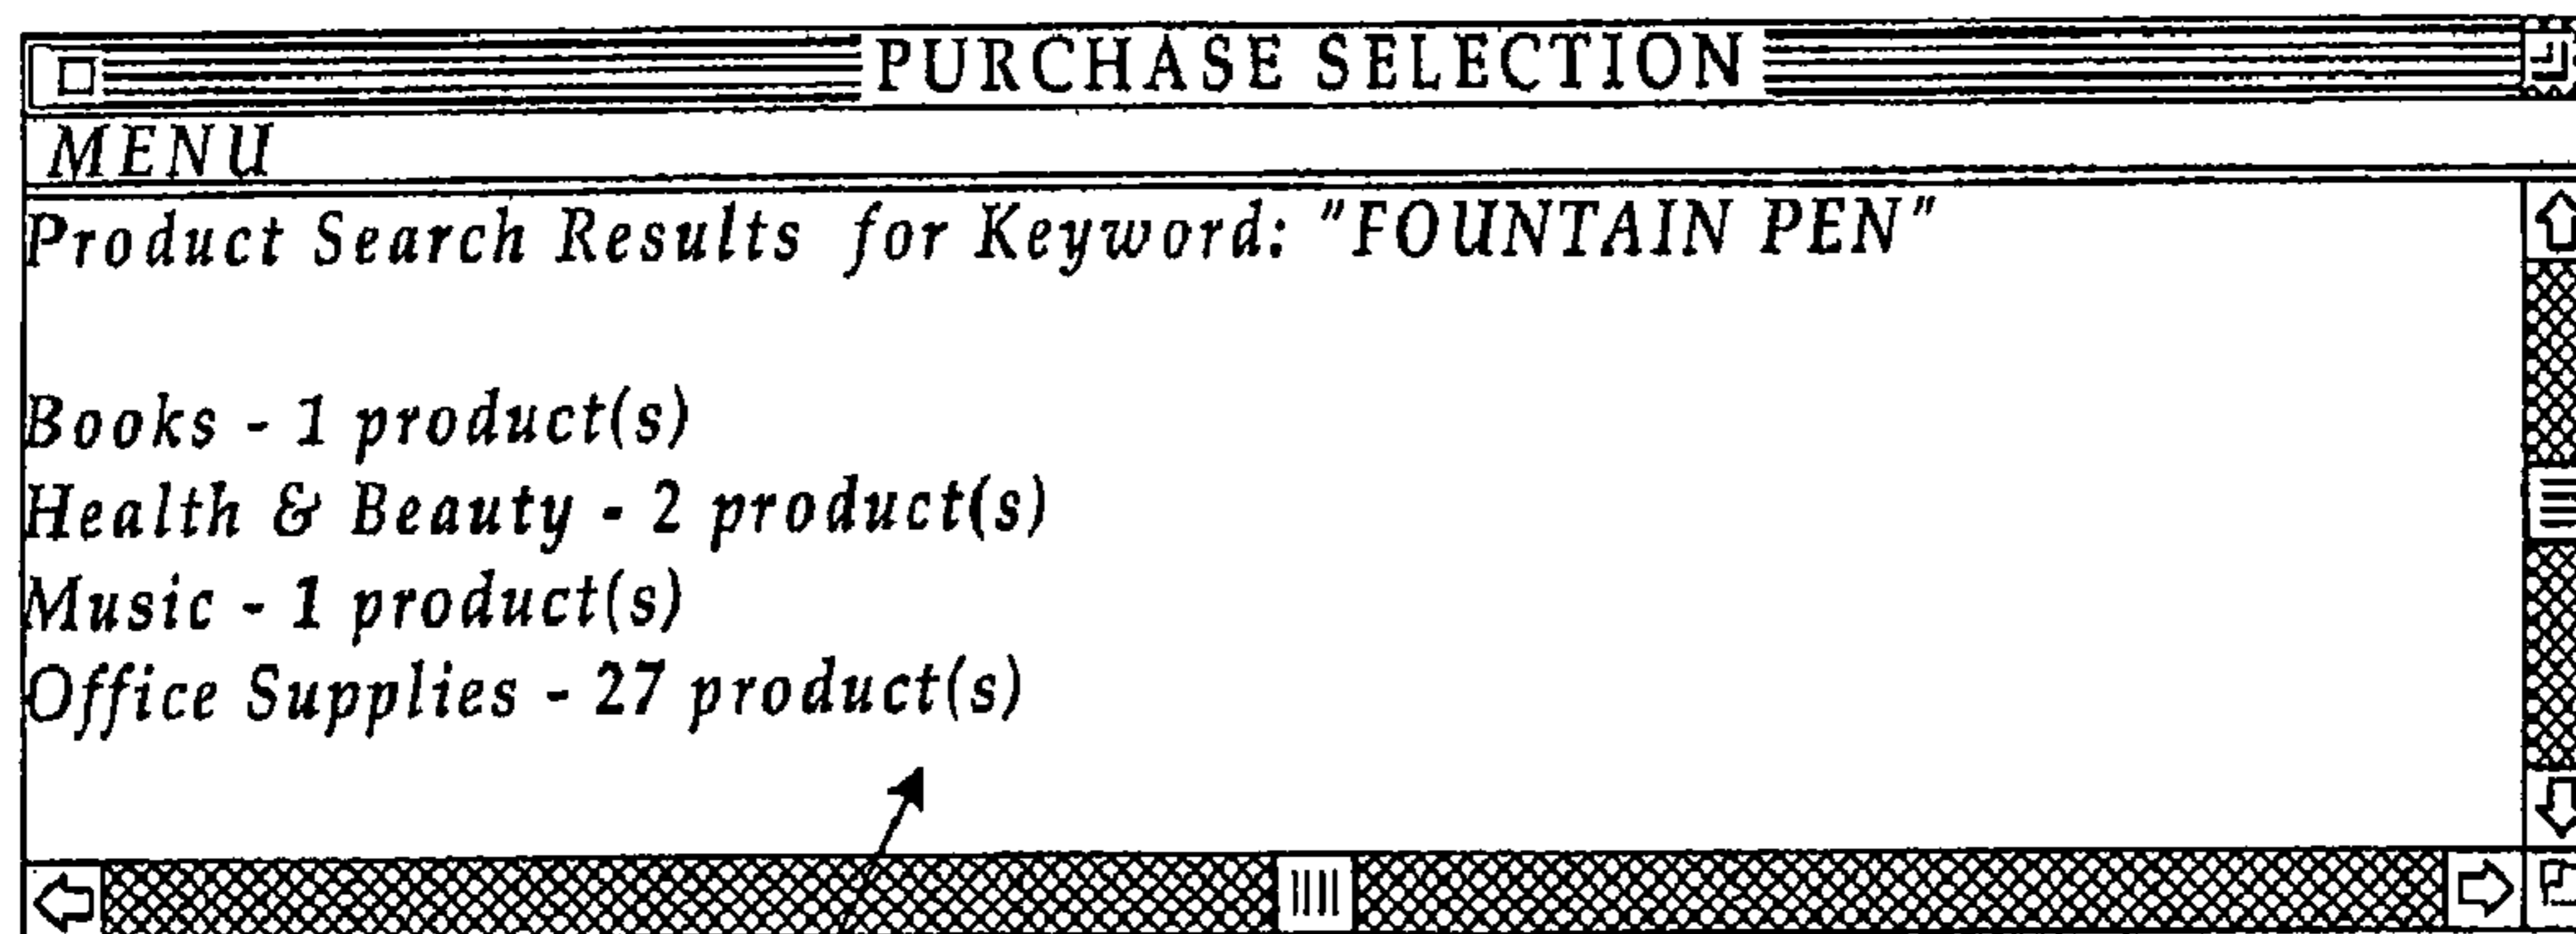 PURCHASE SELECTION
MENU
Product Search Results for Keyword: "FOUNTAIN PEN"
Books - 1 product(s)
Health & Beauty - 2 product(s)
Music - 1 product(s)
Office Supplies - 27 product(s)